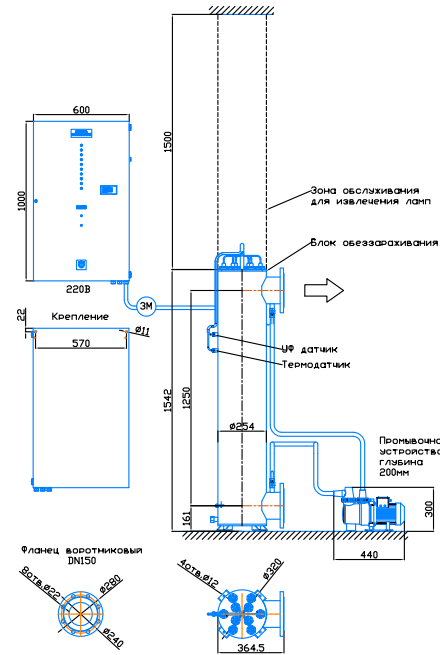 600
1500
1000
Зона обслуживания
для извлечения ламп
Блок обеззараживания
220В
3М
Крепление
22
ø11
570
УФ датчик
Термодатчик
1542
1250
ø254
Промывочно
устройство
глубина
200мм
161
300
440
Фланец воротниковый
DN150
8отв.ø22
ø280
ø240
4отв.ø12
ø320
364.5